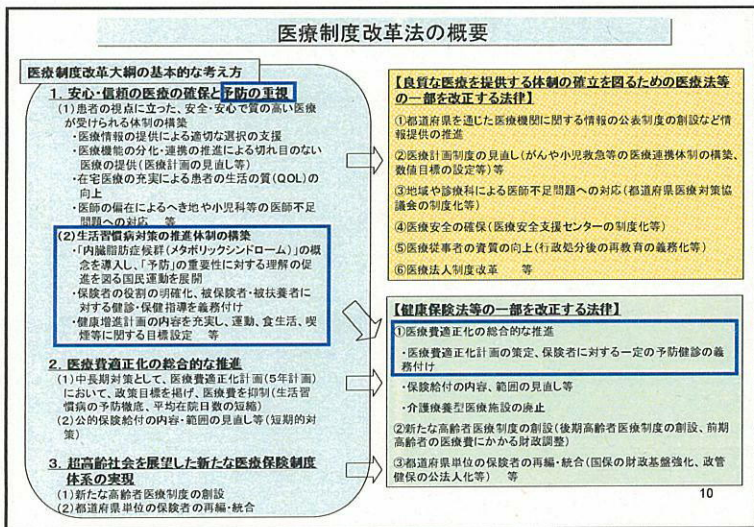 医療制度改革法の概要
医療制度改革大綱の基本的な考え方
1. 安心・信頼の医療の確保と予防の重視
(1)患者の視点に立った、安全・安心で質の高い医療
が受けられる体制の構築
・医療情報の提供による適切な選択の支援
・医療機能の分化・連携の推進による切れ目のない
医療の提供(医療計画の見直し等)
・在宅医療の充実による患者の生活の質(QOL)の
向上
・医師の偏在によるへき地や小児科等の医師不足
問題への対応 等
(2)生活習慣病対策の推進体制の構築
・「内臓脂肪症候群(メタボリックシンドローム)」の概
念を導入し、「予防」の重要性に対する理解の促
進を図る国民運動を展開
・保険者の役割の明確化、被保険者・被扶養者に
対する健診・保健指導を義務付け
・健康増進計画の内容を充実し、運動、食生活、喫
煙等に関する目標設定 等
2. 医療費適正化の総合的な推進
(1)中長期対策として、医療費適正化計画(5年計画)
において、政策目標を掲げ、医療費を抑制(生活習
慣病の予防徹底、平均在院日数の短縮)
(2)公的保険給付の内容・範囲の見直し等(短期的対
策)
3. 超高齢社会を展望した新たな医療保険制度
体系の実現
(1)新たな高齢者医療制度の創設
(2)都道府県単位の保険者の再編・統合
【良質な医療を提供する体制の確立を図るための医療法等
の一部を改正する法律】
①都道府県を通じた医療機関に関する情報の公表制度の創設など情
報提供の推進
②医療計画制度の見直し(がんや小児救急等の医療連携体制の構築、
数値目標の設定等)等
③地域や診療科による医師不足問題への対応(都道府県医療対策協
議会の制度化等)
④医療安全の確保(医療安全支援センターの制度化等)
⑤医療従事者の資質の向上(行政処分後の再教育の義務化等)
⑥医療法人制度改革 等
【健康保険法等の一部を改正する法律】
①医療費適正化の総合的な推進
・医療費適正化計画の策定、保険者に対する一定の予防健診の義
務付け
・保険給付の内容、範囲の見直し等
・介護療養型医療施設の廃止
②新たな高齢者医療制度の創設(後期高齢者医療制度の創設、前期
高齢者の医療費にかかる財政調整)
③都道府県単位の保険者の再編・統合(国保の財政基盤強化、政管
健保の公法人化等) 等
10